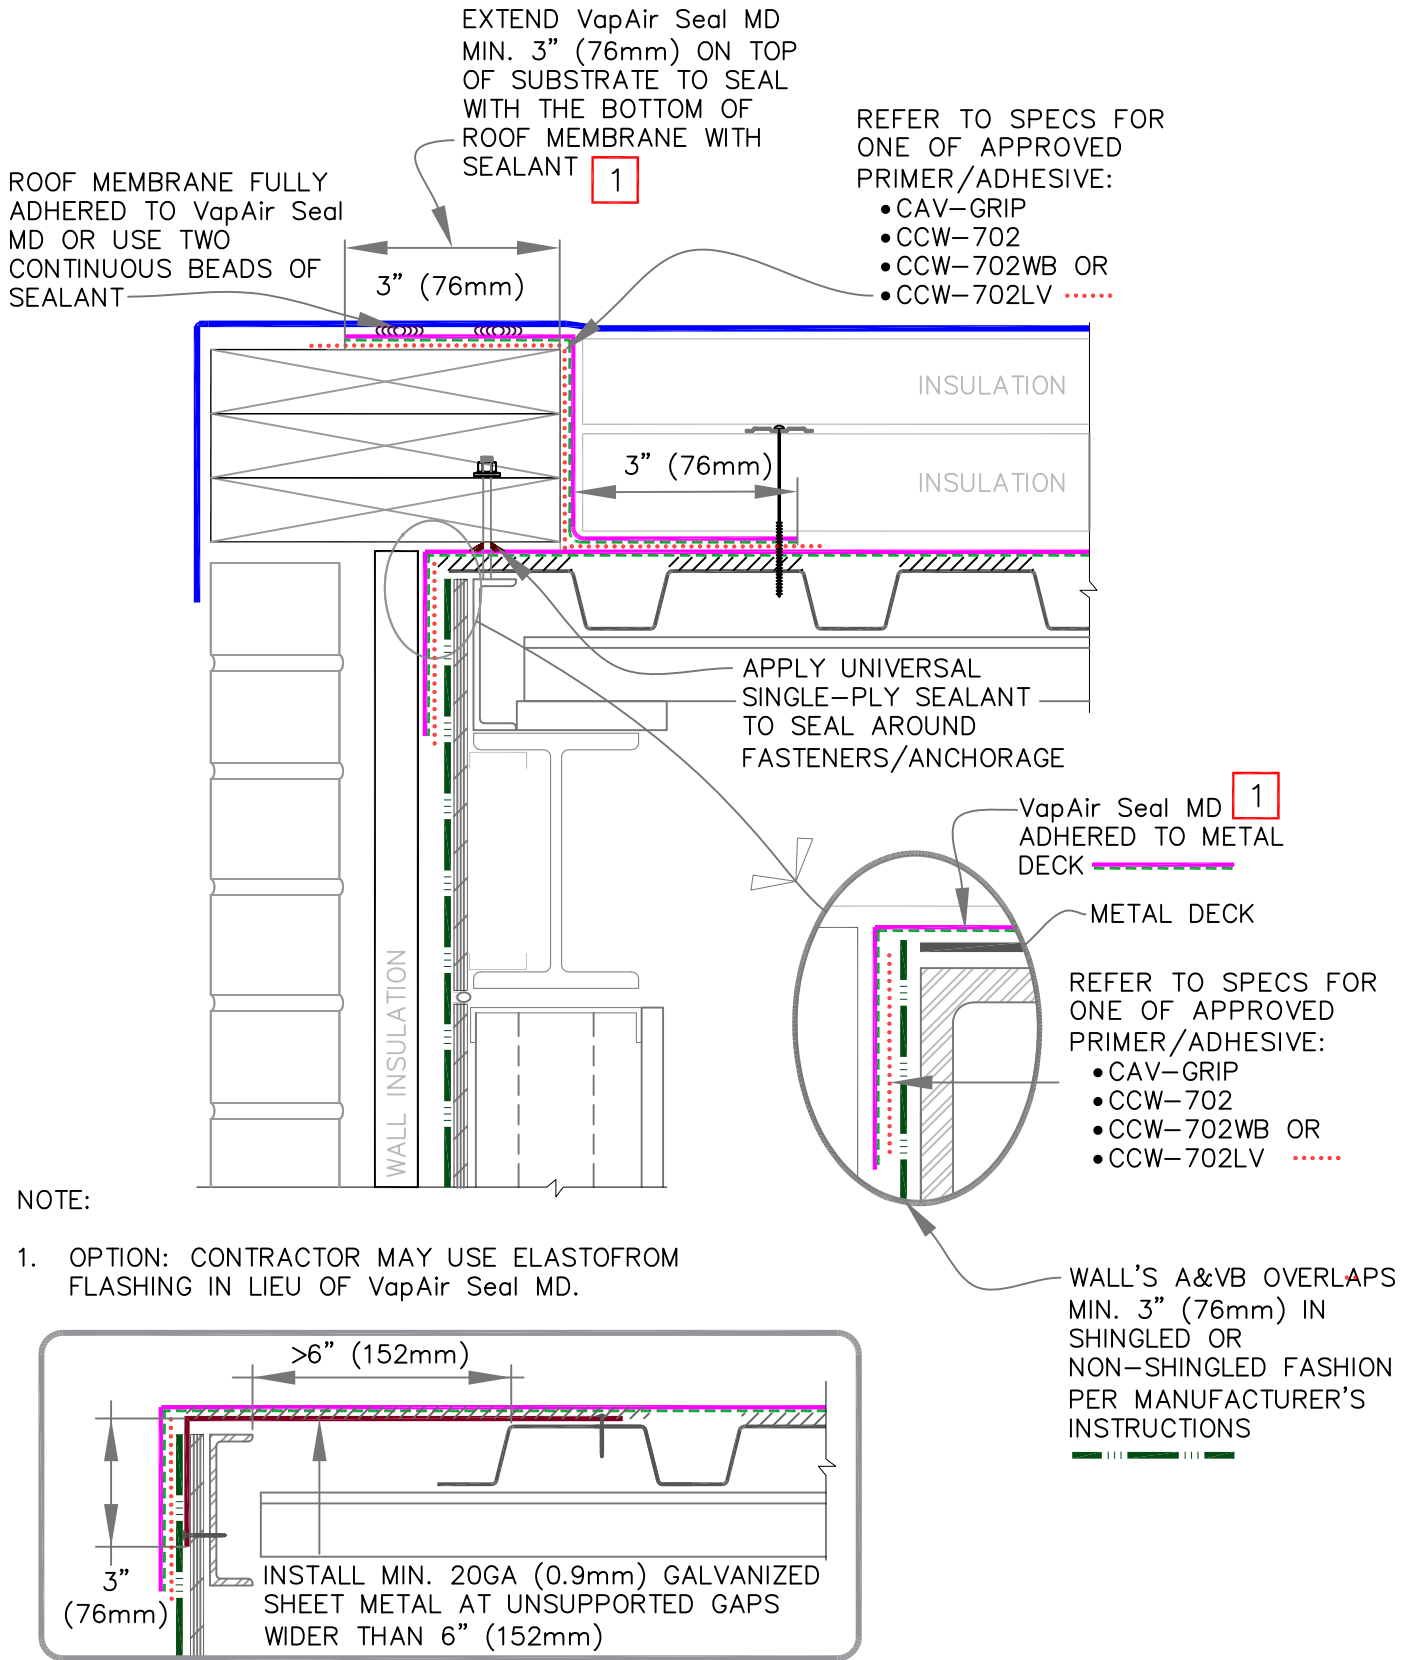 EXTEND VapAir Seal MD
MIN. 3” (76mm) ON TOP
OF SUBSTRATE TO SEAL
WITH THE BOTTOM OF
ROOF MEMBRANE WITH
SEALANT
1
REFER TO SPECS FOR
ONE OF APPROVED
PRIMER/ADHESIVE:
•CAV-GRIP
•CCW-702
•CCW-702WB OR
•CCW-702LV
ROOF MEMBRANE FULLY
ADHERED TO VapAir Seal
MD OR USE TWO
CONTINUOUS BEADS OF
SEALANT
3” (76mm)
INSULATION
3” (76mm)
INSULATION
APPLY UNIVERSAL
SINGLE-PLY SEALANT
TO SEAL AROUND
FASTENERS/ANCHORAGE
WALL INSULATION
VapAir Seal MD
1
ADHERED TO METAL
DECK
METAL DECK
REFER TO SPECS FOR
ONE OF APPROVED
PRIMER/ADHESIVE:
•CAV-GRIP
•CCW-702
•CCW-702WB OR
•CCW-702LV
WALL’S A&VB OVERLAPS
MIN. 3” (76mm) IN
SHINGLED OR
NON-SHINGLED FASHION
PER MANUFACTURER’S
INSTRUCTIONS
NOTE:
1. OPTION: CONTRACTOR MAY USE ELASTOFROM
FLASHING IN LIEU OF VapAir Seal MD.
>6” (152mm)
3”
(76mm)
INSTALL MIN. 20GA (0.9mm) GALVANIZED
SHEET METAL AT UNSUPPORTED GAPS
WIDER THAN 6” (152mm)